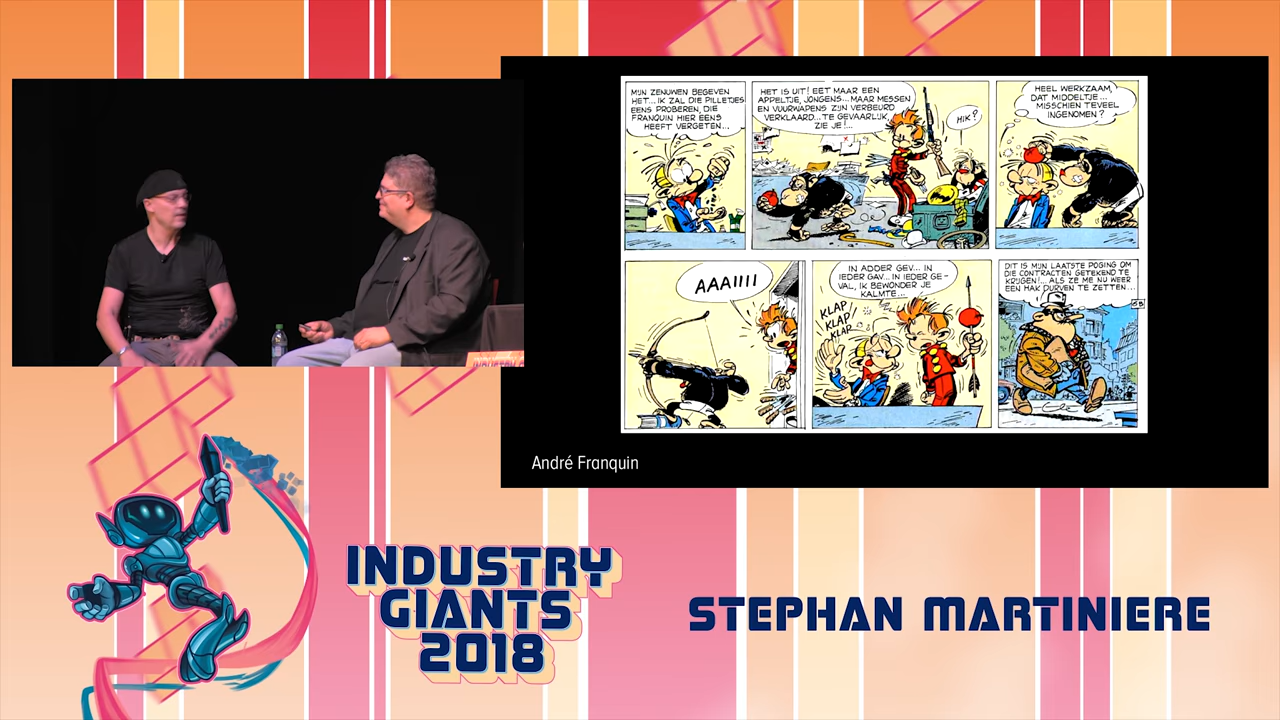 MIJN ZENUWEN BEGEVEN
HET... IK ZAL DIE PILLETJES
EENS PROBEREN, DIE
FRANQUIN HIER EENS
HEEFT VERGETEN...
HET IS UIT! EET MAAR EEN
APPELTJE, JONGENS... MAAR MESSEN
EN VUURWAPENS ZIJN VERBEURD
VERKLAARD... TE GEVAARLIJK,
ZIE JE!...
HIK?
HEEL WERKZAAM,
DAT MIDDELTJE...
MISSCHIEN TEVEEL
INGENOMEN?
AAAIIII
IN ADDER GEV... IN
IEDER GAV... IN IEDER GE-
VAL, IK BEWONDER JE
KALMTE...
KLAP
KLAP
KLAP
DIT IS MIJN LAATSTE POGING OM
DIE CONTRACTEN GETEKEND TE
KRIJGEN!... ALS ZE ME NU WEER
EEN HAK DURVEN TE ZETTEN...
André Franquin
INDUSTRY
GIANTS
2018
STEPHAN MARTINIERE